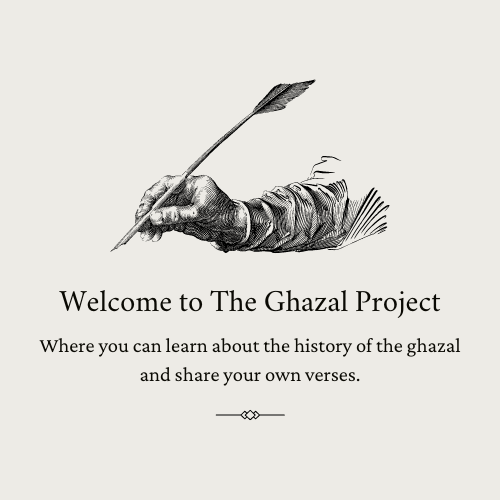 Welcome to The Ghazal Project
Where you can learn about the history of the ghazal
and share your own verses.